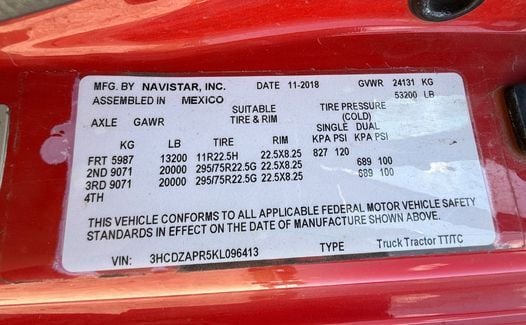 MFG. BY NAVISTAR, INC. DATE 11-2018 GVWR 24131 KG
ASSEMBLED IN MEXICO 53200 LB
SUITABLE TIRE PRESSURE
AXLE GAWR TIRE & RIM (COLD)
SINGLE DUAL
KG LB TIRE RIM KPA PSI KPA PSI
FRT 5987 13200 11R22.5H 22.5X8.25 827 120
2ND 9071 20000 295/75R22.5G 22.5X8.25 689 100
3RD 9071 20000 295/75R22.5G 22.5X8.25 689 100
4TH
THIS VEHICLE CONFORMS TO ALL APPLICABLE FEDERAL MOTOR VEHICLE SAFETY
STANDARDS IN EFFECT ON THE DATE OF MANUFACTURE SHOWN ABOVE.
VIN: 3HCDZAPR5KL096413 TYPE Truck Tractor TT/TC